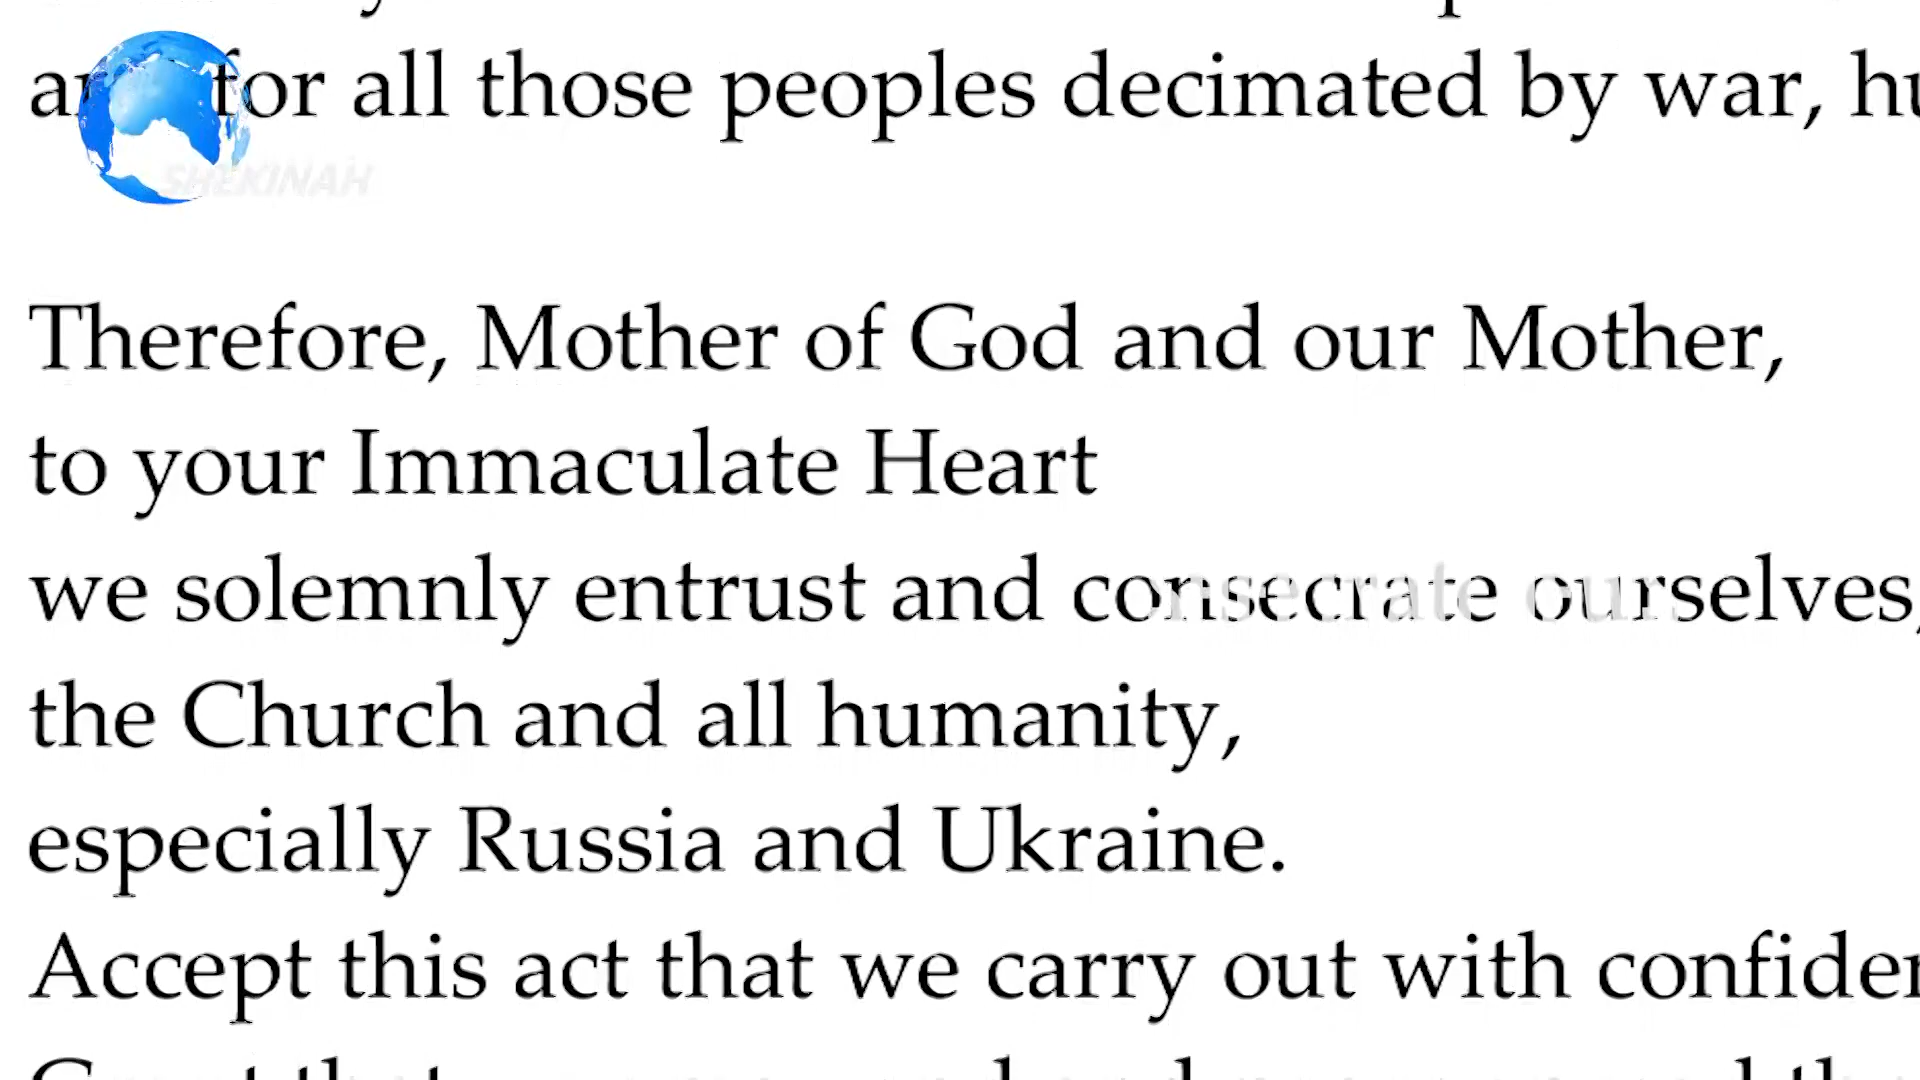 for all those peoples decimated by war,
SHEKINAH
Therefore, Mother of God and our Mother,
to your Immaculate Heart
we solemnly entrust and consecrate ourselves,
the Church and all humanity,
especially Russia and Ukraine.
Accept this act that we carry out with